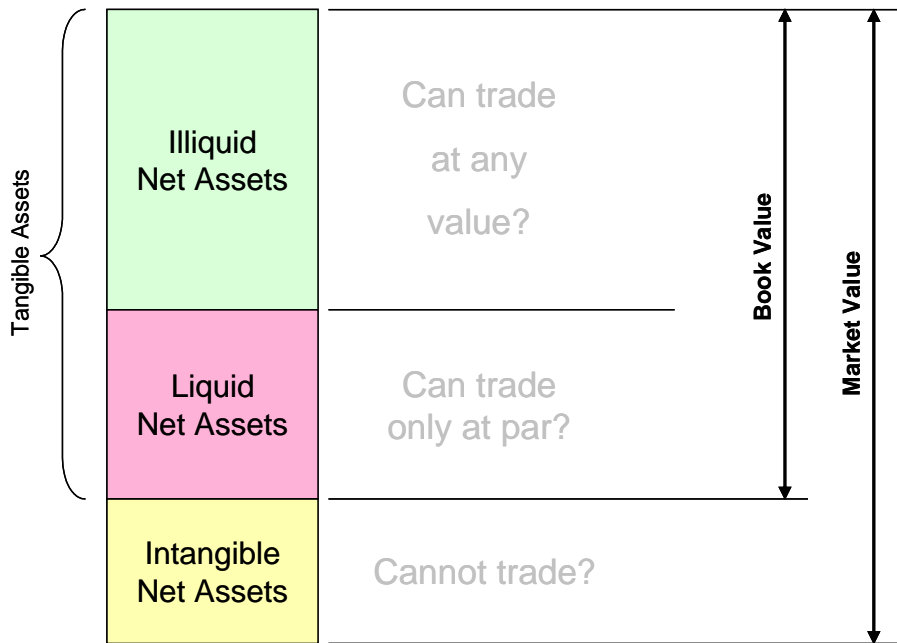 Tangible Assets
Illiquid
Net Assets
Can trade
at any
value?
Book Value
Market Value
Liquid
Net Assets
Can trade
only at par?
Intangible
Net Assets
Cannot trade?